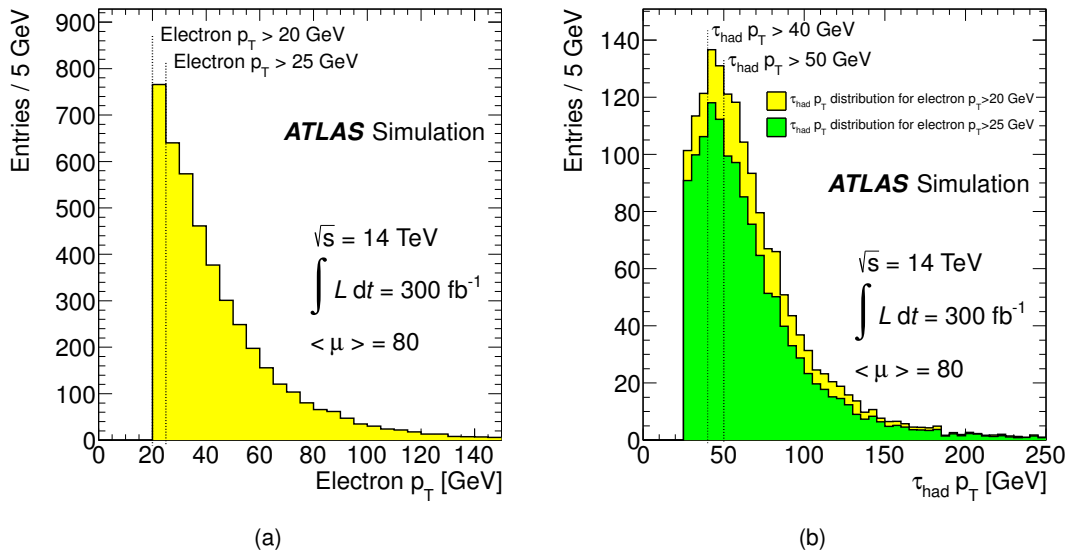 Entries / 5 GeV
900
800
700
600
500
400
300
200
100
0
Electron p_T > 20 GeV
Electron p_T > 25 GeV
ATLAS Simulation
√s = 14 TeV
∫ L dt = 300 fb⁻¹
< μ > = 80
0 20 40 60 80 100 120 140
Electron p_T [GeV]
(a)
Entries / 5 GeV
140
120
100
80
60
40
20
0
τ_had p_T > 40 GeV
τ_had p_T > 50 GeV
τ_had p_T distribution for electron p_T>20 GeV
τ_had p_T distribution for electron p_T>25 GeV
ATLAS Simulation
√s = 14 TeV
∫ L dt = 300 fb⁻¹
< μ > = 80
0 50 100 150 200 250
τ_had p_T [GeV]
(b)